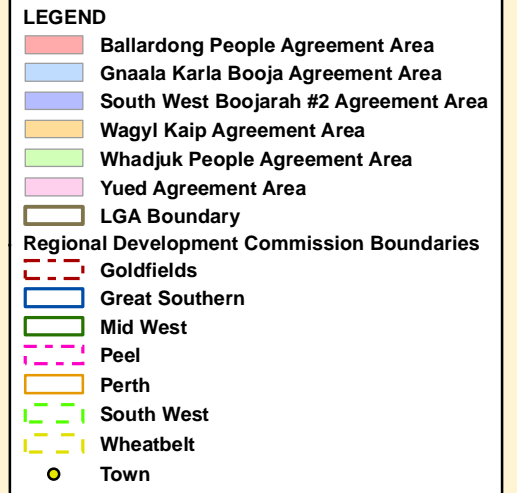 LEGEND
Ballardong People Agreement Area
Gnaala Karla Booja Agreement Area
South West Boojarah #2 Agreement Area
Wagyl Kaip Agreement Area
Whadjuk People Agreement Area
Yued Agreement Area
LGA Boundary
Regional Development Commission Boundaries
Goldfields
Great Southern
Mid West
Peel
Perth
South West
Wheatbelt
Town